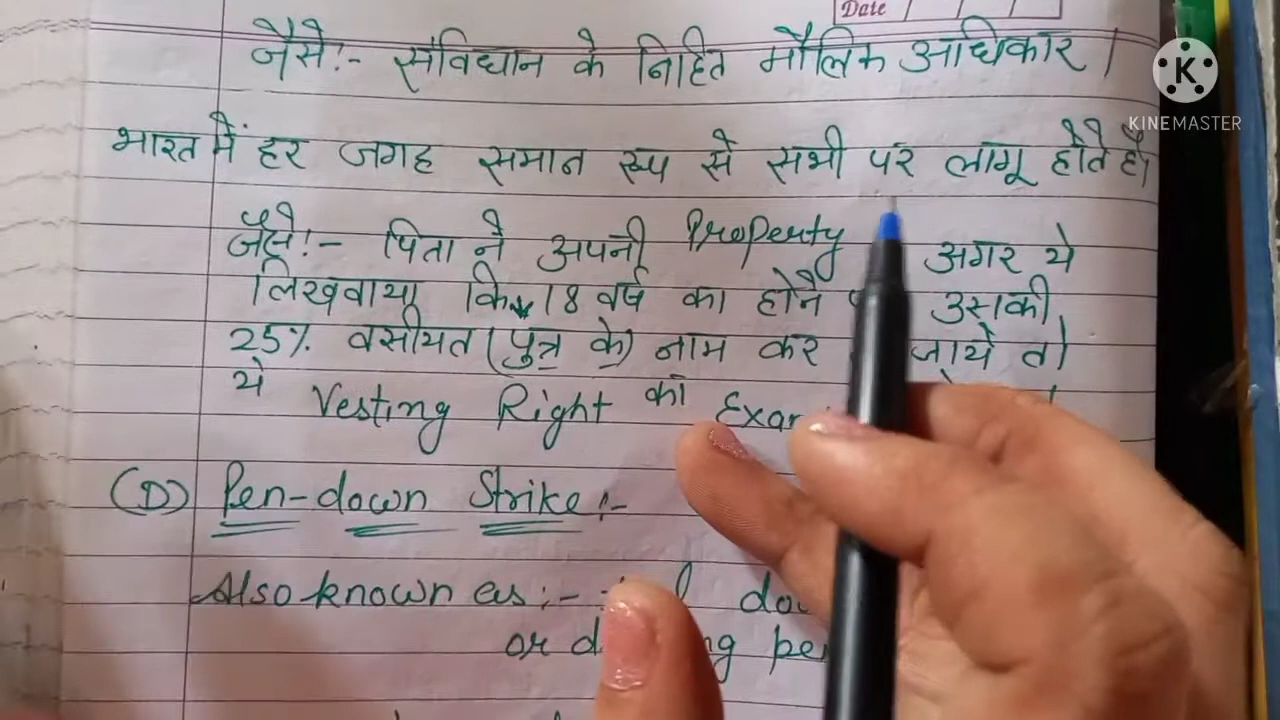 Date
जैसे:- संविधान के निहित मौलिक अधिकार।
KINEMASTER
भारत में हर जगह समान रूप से सभी पर लागू होते है।
जैसे:- पिता ने अपनी Property अगर ये
लिखवाया कि 18 वर्ष का होने उसकी
25% वसीयत (पुत्र के) नाम कर जाये तो
ये Vesting Right का
(D) Pen-down Strike:-
Also known as:-
or